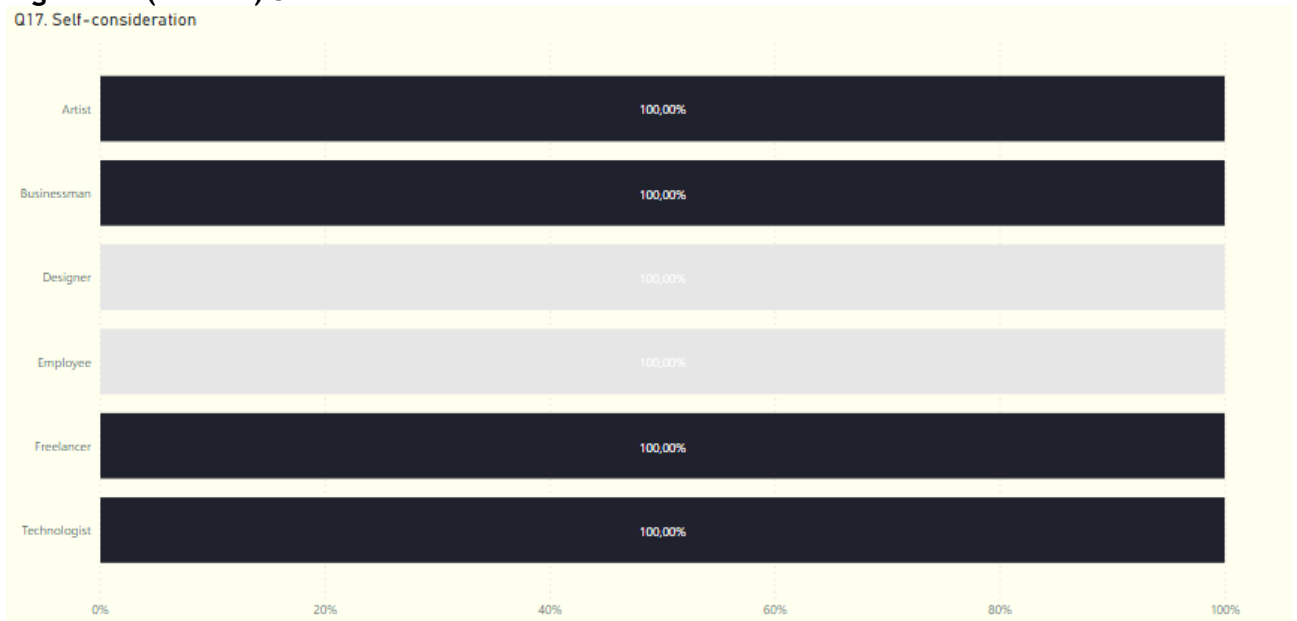 Q17. Self-consideration
Artist
100,00%
Businessman
100,00%
Designer
100,00%
Employee
100,00%
Freelancer
100,00%
Technologist
100,00%
0% 20% 40% 60% 80% 100%